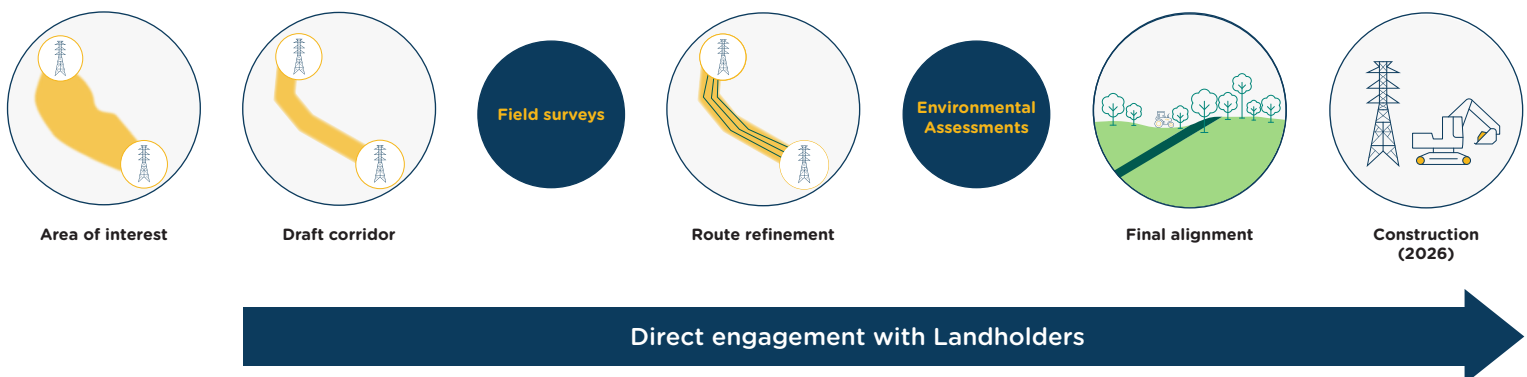 Field surveys
Environmental
Assessments
Area of interest
Draft corridor
Route refinement
Final alignment
Construction
(2026)
Direct engagement with Landholders